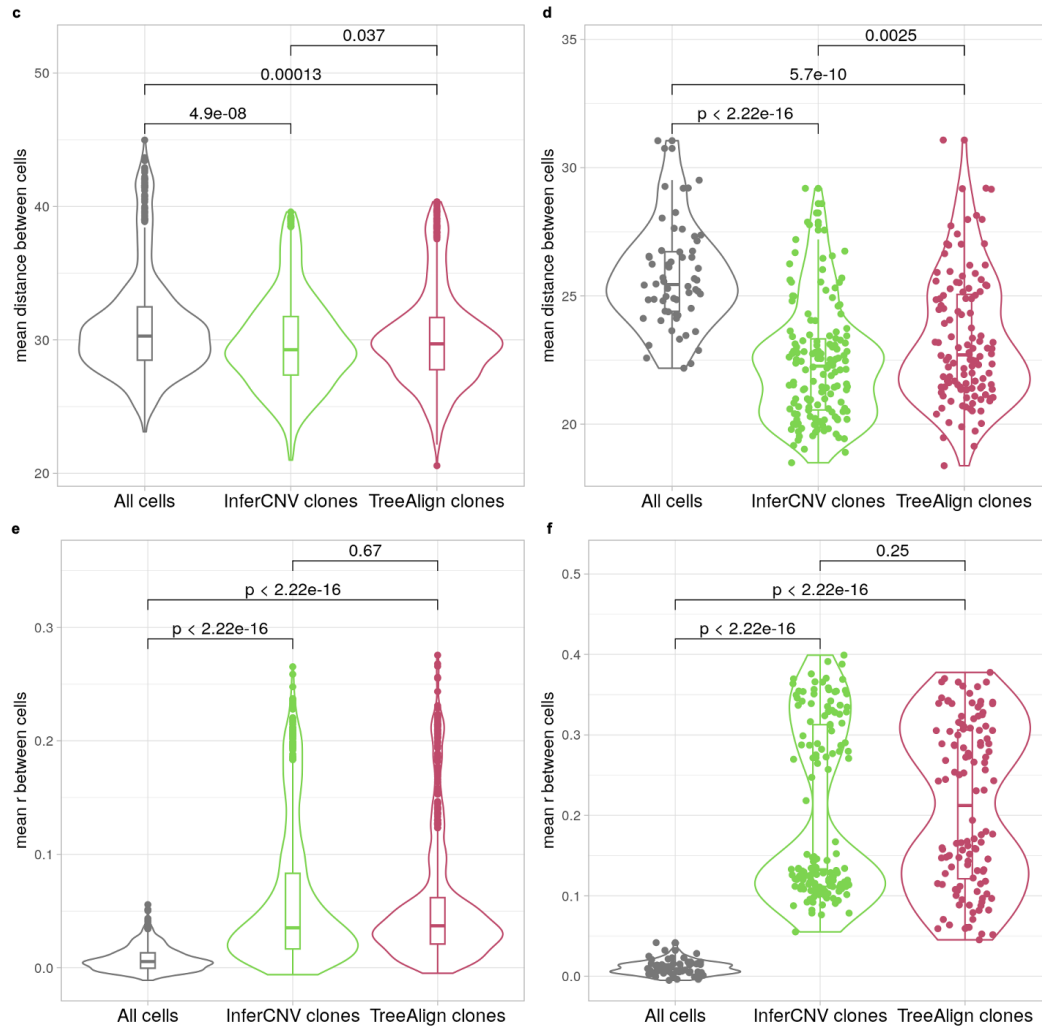 c
0.037
0.00013
4.9e-08
50
40
30
20
mean distance between cells
All cells InferCNV clones TreeAlign clones
d
0.0025
5.7e-10
p < 2.22e-16
35
30
25
20
mean distance between cells
All cells InferCNV clones TreeAlign clones
e
0.67
p < 2.22e-16
p < 2.22e-16
0.3
0.2
0.1
0.0
mean r between cells
All cells InferCNV clones TreeAlign clones
f
0.25
p < 2.22e-16
p < 2.22e-16
0.5
0.4
0.3
0.2
0.1
0.0
mean r between cells
All cells InferCNV clones TreeAlign clones